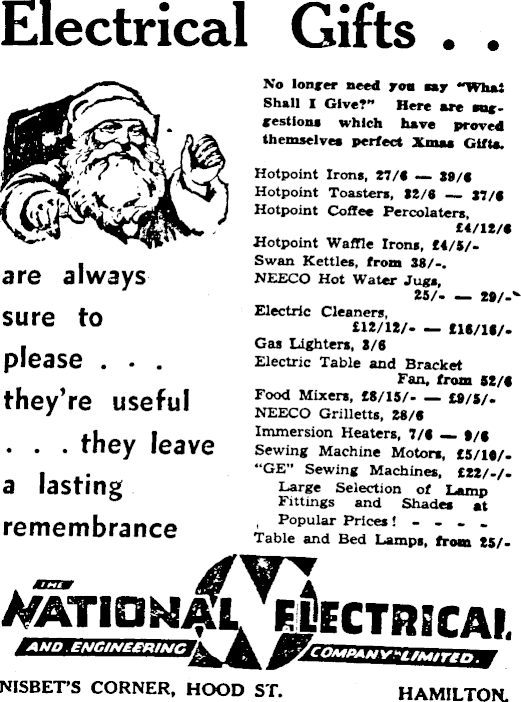 Electrical Gifts . .
No longer need you say "What
Shall I Give?" Here are sug-
gestions which have proved
themselves perfect Xmas Gifts.
Hotpoint Irons, 27/6 — 39/6
Hotpoint Toasters, 32/6 — 37/6
Hotpoint Coffee Percolaters,
£4/12/6
Hotpoint Waffle Irons, £4/5/-
Swan Kettles, from 38/-.
NEECO Hot Water Jugs,
25/- — 29/-
Electric Cleaners,
£12/12/- — £16/16/-
Gas Lighters, 3/6
Electric Table and Bracket
Fan, from 52/6
Food Mixers, £8/15/- — £9/5/-
NEECO Grilletts, 28/6
Immersion Heaters, 7/6 — 9/6
Sewing Machine Motors, £5/10/-
"GE" Sewing Machines, £22/-/-
Large Selection of Lamp
Fittings and Shades at
Popular Prices! - - - -
Table and Bed Lamps, from 25/-
are always
sure to
please . . .
they're useful
. . . they leave
a lasting
remembrance
THE
NATIONAL ELECTRICAL
AND ENGINEERING COMPANY LIMITED.
NISBET'S CORNER, HOOD ST. HAMILTON.